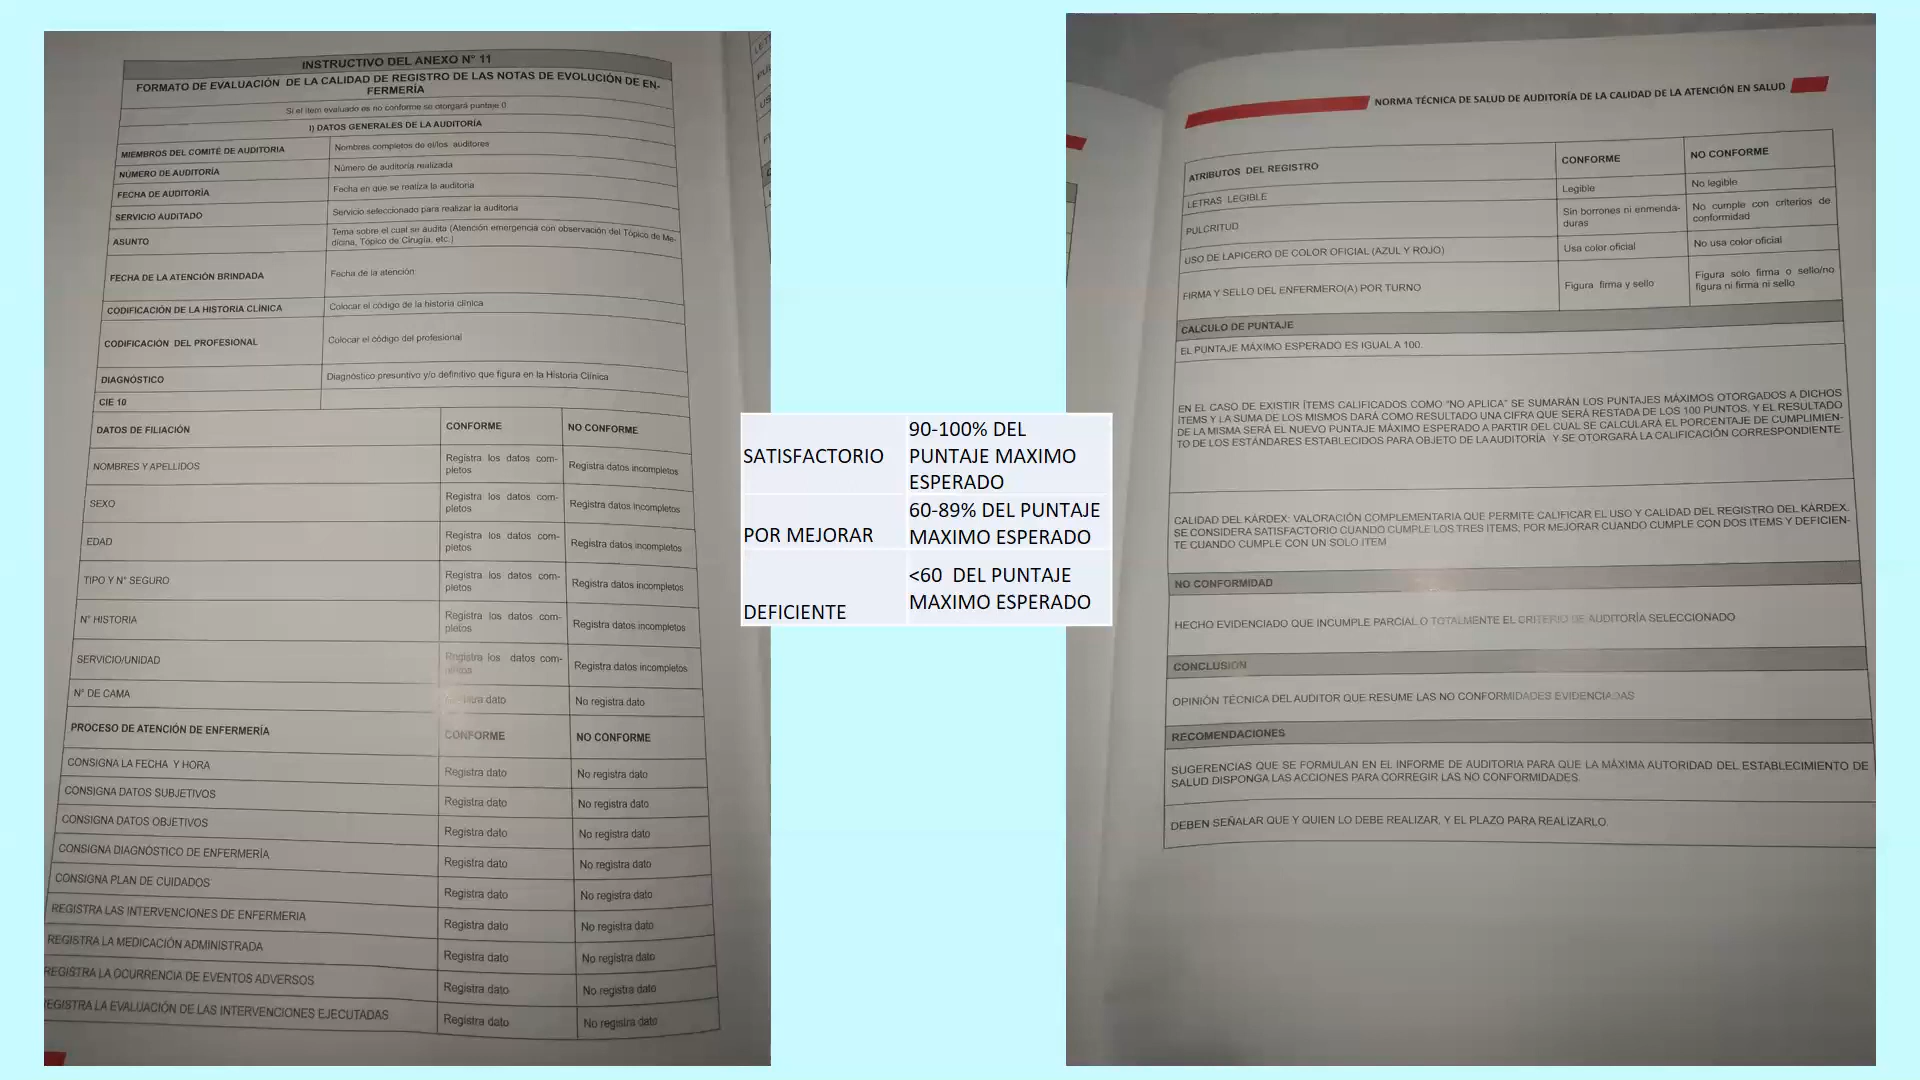 INSTRUCTIVO DEL ANEXO N° 11
FORMATO DE EVALUACIÓN DE LA CALIDAD DE REGISTRO DE LAS NOTAS DE EVOLUCIÓN DE EN-
FERMERÍA
Si el ítem evaluado es no conforme se otorgará puntaje 0
I) DATOS GENERALES DE LA AUDITORÍA
MIEMBROS DEL COMITÉ DE AUDITORIA Nombres completos de el/los auditores
NÚMERO DE AUDITORÍA Número de auditoría realizada
FECHA DE AUDITORÍA Fecha en que se realiza la auditoria
SERVICIO AUDITADO Servicio seleccionado para realizar la auditoria
ASUNTO Tema sobre el cual se audita (Atención emergencia con observación del Tópico de Me-
dicina, Tópico de Cirugía, etc.)
FECHA DE LA ATENCIÓN BRINDADA Fecha de la atención
CODIFICACIÓN DE LA HISTORIA CLÍNICA Colocar el código de la historia clínica
CODIFICACIÓN DEL PROFESIONAL Colocar el código del profesional
DIAGNÓSTICO Diagnóstico presuntivo y/o definitivo que figura en la Historia Clínica
CIE 10
DATOS DE FILIACIÓN CONFORME NO CONFORME
NOMBRES Y APELLIDOS Registra los datos com-
pletos Registra datos incompletos
SEXO Registra los datos com-
pletos Registra datos incompletos
EDAD Registra los datos com-
pletos Registra datos incompletos
TIPO Y N° SEGURO Registra los datos com-
pletos Registra datos incompletos
N° HISTORIA Registra los datos com-
pletos Registra datos incompletos
SERVICIO/UNIDAD Registra los datos com-
pletos Registra datos incompletos
N° DE CAMA Registra dato No registra dato
PROCESO DE ATENCIÓN DE ENFERMERÍA CONFORME NO CONFORME
CONSIGNA LA FECHA Y HORA Registra dato No registra dato
CONSIGNA DATOS SUBJETIVOS Registra dato No registra dato
CONSIGNA DATOS OBJETIVOS Registra dato No registra dato
CONSIGNA DIAGNÓSTICO DE ENFERMERÍA Registra dato No registra dato
CONSIGNA PLAN DE CUIDADOS Registra dato No registra dato
REGISTRA LAS INTERVENCIONES DE ENFERMERIA Registra dato No registra dato
REGISTRA LA MEDICACIÓN ADMINISTRADA Registra dato No registra dato
REGISTRA LA OCURRENCIA DE EVENTOS ADVERSOS Registra dato No registra dato
REGISTRA LA EVALUACIÓN DE LAS INTERVENCIONES EJECUTADAS Registra dato No registra dato
SATISFACTORIO 90-100% DEL
PUNTAJE MAXIMO
ESPERADO
POR MEJORAR 60-89% DEL PUNTAJE
MAXIMO ESPERADO
DEFICIENTE <60 DEL PUNTAJE
MAXIMO ESPERADO
NORMA TÉCNICA DE SALUD DE AUDITORÍA DE LA CALIDAD DE LA ATENCIÓN EN SALUD
ATRIBUTOS DEL REGISTRO CONFORME NO CONFORME
LETRAS LEGIBLE Legible No legible
PULCRITUD Sin borrones ni enmenda-
duras No cumple con criterios de
conformidad
USO DE LAPICERO DE COLOR OFICIAL (AZUL Y ROJO) Usa color oficial No usa color oficial
FIRMA Y SELLO DEL ENFERMERO(A) POR TURNO Figura firma y sello Figura solo firma o sello/no
figura ni firma ni sello
CALCULO DE PUNTAJE
EL PUNTAJE MÁXIMO ESPERADO ES IGUAL A 100.
EN EL CASO DE EXISTIR ÍTEMS CALIFICADOS COMO "NO APLICA" SE SUMARÁN LOS PUNTAJES MÁXIMOS OTORGADOS A DICHOS
ÍTEMS Y LA SUMA DE LOS MISMOS DARÁ COMO RESULTADO UNA CIFRA QUE SERÁ RESTADA DE LOS 100 PUNTOS, Y EL RESULTADO
DE LA MISMA SERÁ EL NUEVO PUNTAJE MÁXIMO ESPERADO A PARTIR DEL CUAL SE CALCULARÁ EL PORCENTAJE DE CUMPLIMIEN-
TO DE LOS ESTÁNDARES ESTABLECIDOS PARA OBJETO DE LA AUDITORÍA Y SE OTORGARÁ LA CALIFICACIÓN CORRESPONDIENTE.
CALIDAD DEL KÁRDEX: VALORACIÓN COMPLEMENTARIA QUE PERMITE CALIFICAR EL USO Y CALIDAD DEL REGISTRO DEL KÁRDEX.
SE CONSIDERA SATISFACTORIO CUANDO CUMPLE LOS TRES ITEMS; POR MEJORAR CUANDO CUMPLE CON DOS ITEMS Y DEFICIEN-
TE CUANDO CUMPLE CON UN SOLO ITEM
NO CONFORMIDAD
HECHO EVIDENCIADO QUE INCUMPLE PARCIAL O TOTALMENTE EL CRITERIO DE AUDITORÍA SELECCIONADO
CONCLUSION
OPINIÓN TÉCNICA DEL AUDITOR QUE RESUME LAS NO CONFORMIDADES EVIDENCIADAS
RECOMENDACIONES
SUGERENCIAS QUE SE FORMULAN EN EL INFORME DE AUDITORIA PARA QUE LA MÁXIMA AUTORIDAD DEL ESTABLECIMIENTO DE
SALUD DISPONGA LAS ACCIONES PARA CORREGIR LAS NO CONFORMIDADES.
DEBEN SEÑALAR QUE Y QUIEN LO DEBE REALIZAR, Y EL PLAZO PARA REALIZARLO.